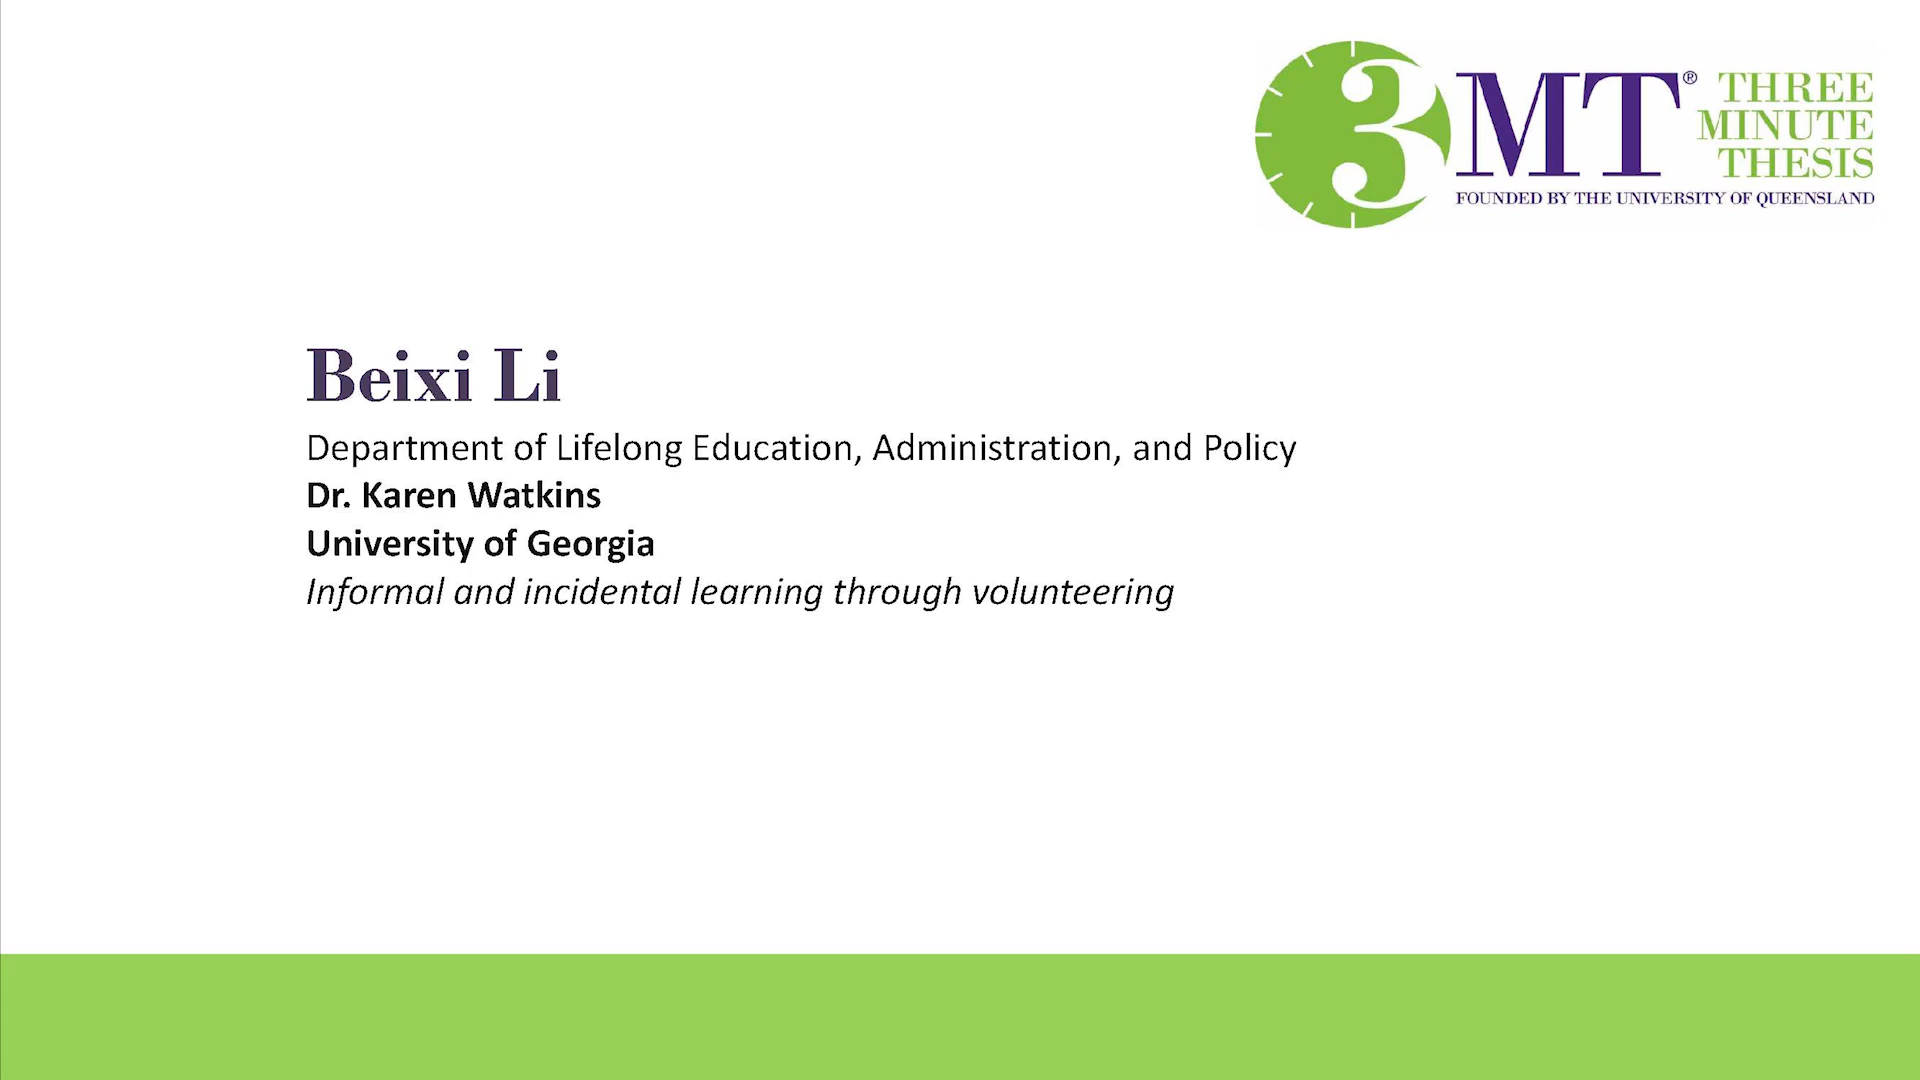 3MT® THREE
MINUTE
THESIS
FOUNDED BY THE UNIVERSITY OF QUEENSLAND
Beixi Li
Department of Lifelong Education, Administration, and Policy
Dr. Karen Watkins
University of Georgia
Informal and incidental learning through volunteering